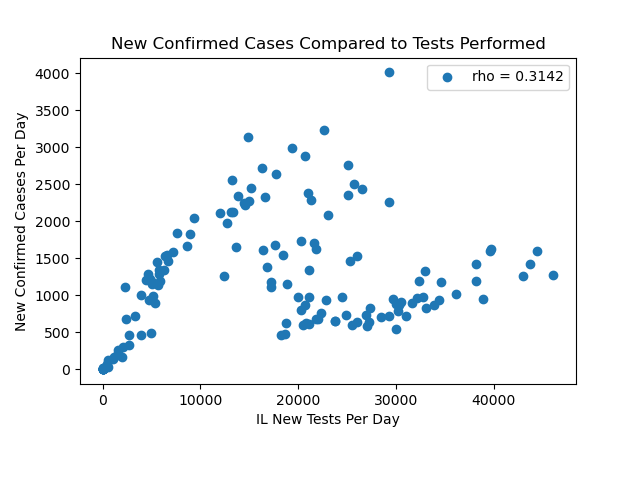 New Confirmed Cases Compared to Tests Performed
rho = 0.3142
New Confirmed Caeses Per Day
4000
3500
3000
2500
2000
1500
1000
500
0
0 10000 20000 30000 40000
IL New Tests Per Day